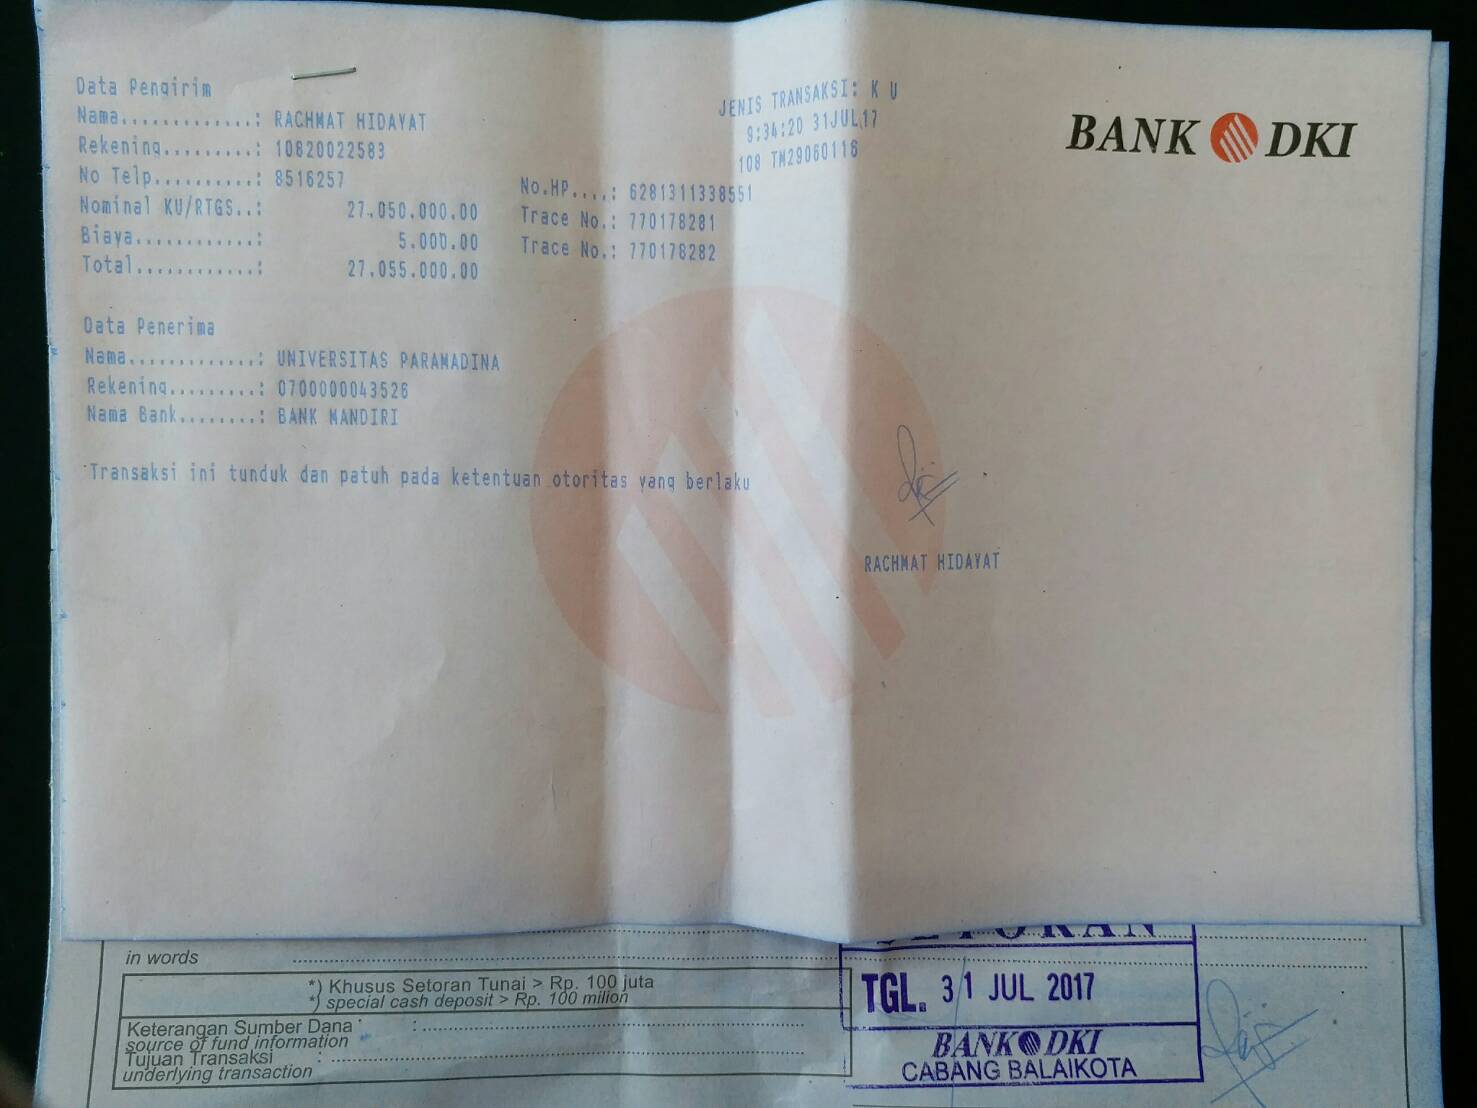 Data Pengirim
Nama.............: RACHMAT HIDAYAT
Rekening.........: 10820022583
No Telp..........: 8516257
Nominal KU/RTGS..: 27.050.000.00
Biaya............: 5.000.00
Total............: 27.055.000.00
JENIS TRANSAKSI: K U
9:34:20 31JUL17
108 TM29060116
No.HP....: 6281311338551
Trace No.: 770178281
Trace No.: 770178282
BANK DKI
Data Penerima
Nama.............: UNIVERSITAS PARAMADINA
Rekening.........: 0700000043526
Nama Bank........: BANK MANDIRI
Transaksi ini tunduk dan patuh pada ketentuan otoritas yang berlaku
RACHMAT HIDAYAT
SETORAN
in words
*) Khusus Setoran Tunai > Rp. 100 juta
*) special cash deposit > Rp. 100 milion
Keterangan Sumber Dana :
source of fund information
Tujuan Transaksi :
underlying transaction
TGL. 31 JUL 2017
BANK DKI
CABANG BALAIKOTA